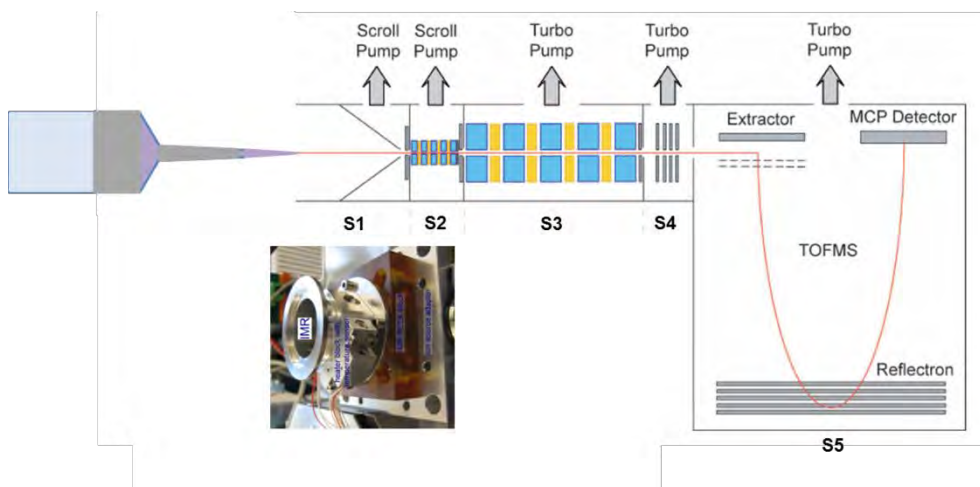 Scroll
Pump
Scroll
Pump
Turbo
Pump
Turbo
Pump
Turbo
Pump
Extractor
MCP Detector
S1
S2
S3
S4
TOFMS
IMR
Reflectron
S5